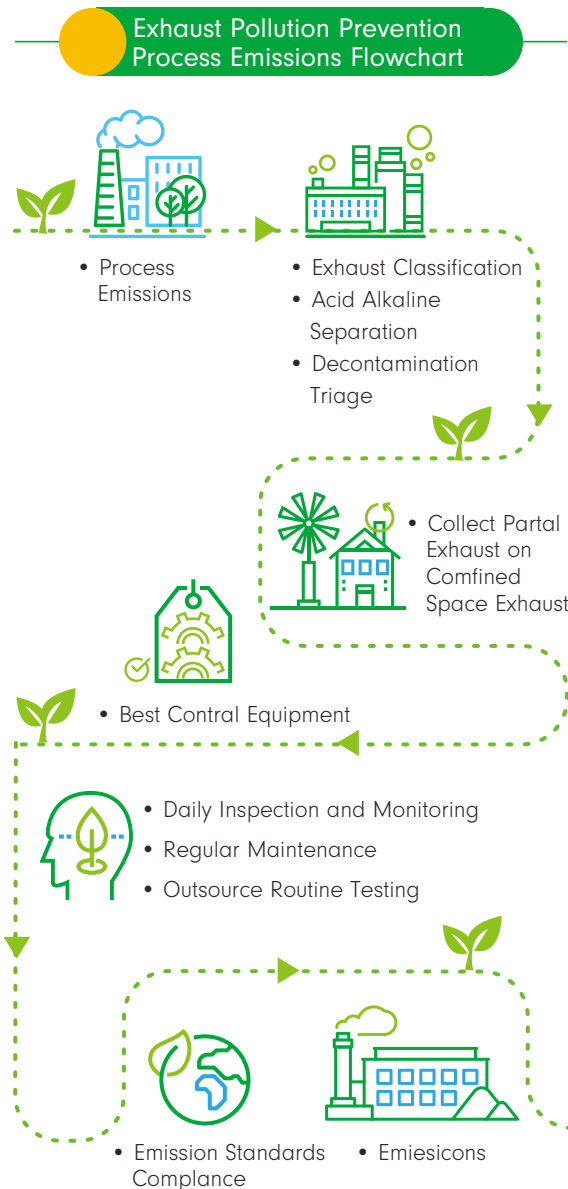 Exhaust Pollution Prevention
Process Emissions Flowchart
• Process
Emissions
• Exhaust Classification
• Acid Alkaline
Separation
• Decontamination
Triage
• Collect Partal
Exhaust on
Comfined
Space Exhaust
• Best Contral Equipment
• Daily Inspection and Monitoring
• Regular Maintenance
• Outsource Routine Testing
• Emission Standards
Complance
• Emiesicons